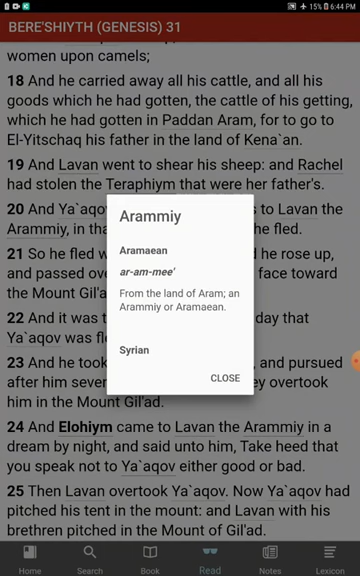 15% 6:44 PM
BERE'SHIYTH (GENESIS) 31
women upon camels;
18 And he carried away all his cattle, and all his
goods which he had gotten, the cattle of his getting,
which he had gotten in Paddan Aram, for to go to
El-Yitschaq his father in the land of Kena`an.
19 And Lavan went to shear his sheep: and Rachel
had stolen the Teraphiym that were her father's.
20 And Ya`aqov s to Lavan the
Arammiy, in tha he fled.
21 So he fled w d he rose up,
and passed ove face toward
the Mount Gil'a
22 And it was t day that
Ya`aqov was fl
23 And he took , and pursued
after him seven ey overtook
him in the Mount Gil'ad.
24 And Elohiym came to Lavan the Arammiy in a
dream by night, and said unto him, Take heed that
you speak not to Ya`aqov either good or bad.
25 Then Lavan overtook Ya`aqov. Now Ya`aqov had
pitched his tent in the mount: and Lavan with his
brethren pitched in the Mount of Gil'ad.
Arammiy
Aramaean
ar-am-mee'
From the land of Aram; an
Arammiy or Aramaean.
Syrian
CLOSE
Home Search Book Read Notes Lexicon